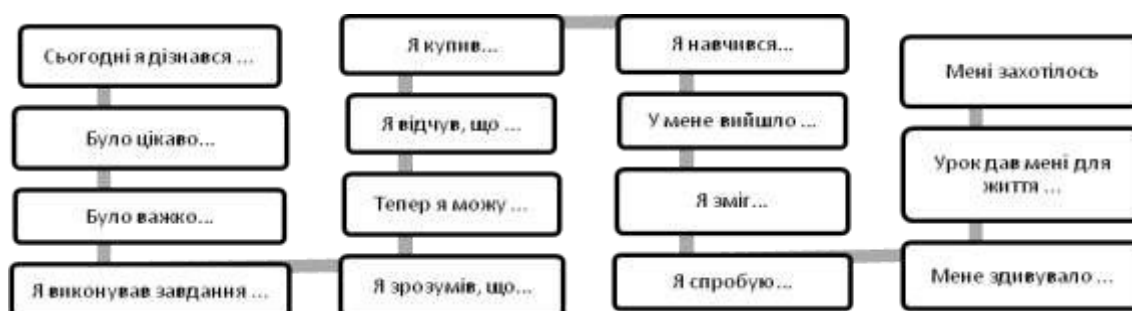 Сьогодні я дізнався ...
Було цікаво...
Було важко...
Я виконував завдання ...
Я зрозумів, що...
Тепер я можу ...
Я відчув, що ...
Я купив...
Я навчився...
У мене вийшло ...
Я зміг...
Я спробую...
Мене здивувало ...
Урок дав мені для
життя ...
Мені захотілось